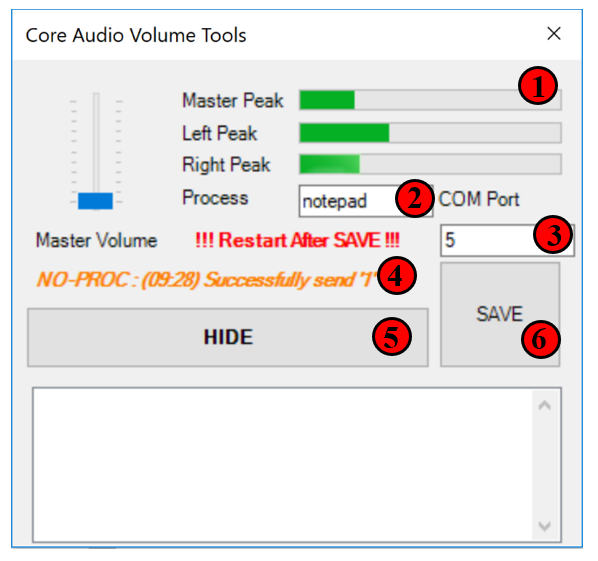 Core Audio Volume Tools
Master Peak 1
Left Peak
Right Peak
Process notepad 2 COM Port
Master Volume !!! Restart After SAVE !!! 5 3
NO-PROC : (09:28) Successfully send "1" 4
SAVE
HIDE 5 6